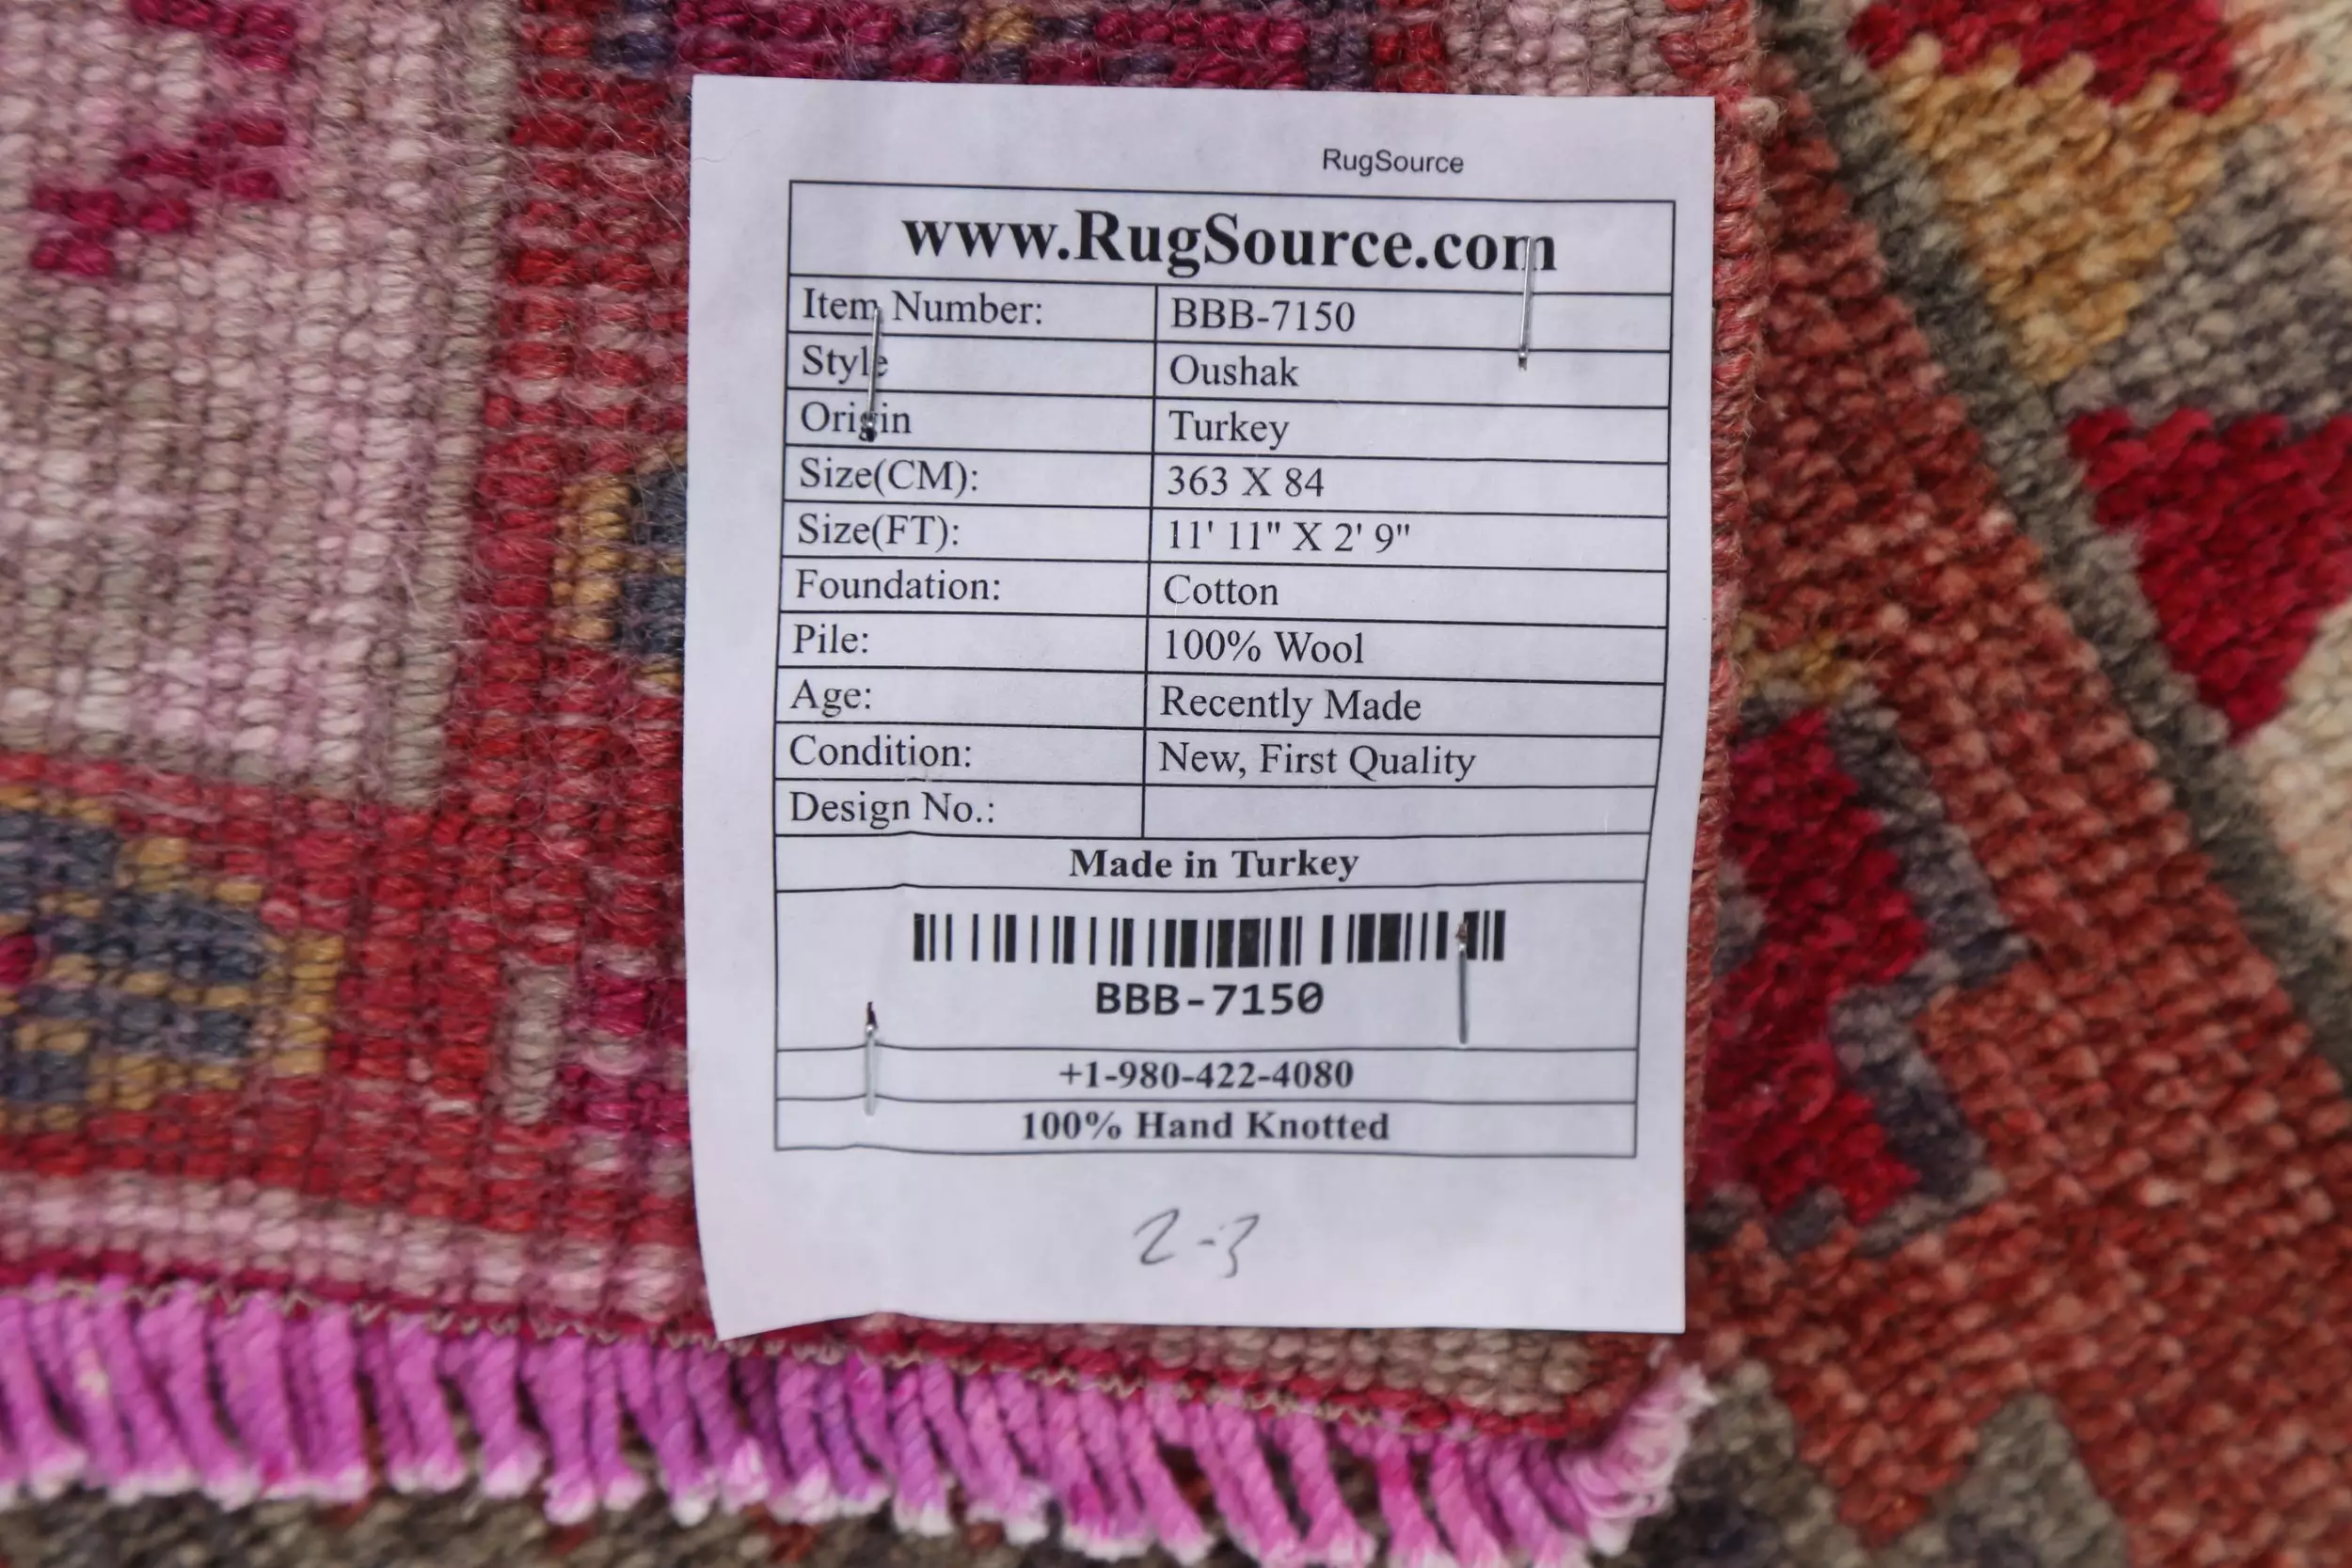 RugSource
www.RugSource.com
Item Number: BBB-7150
Style Oushak
Origin Turkey
Size(CM): 363 X 84
Size(FT): 11' 11" X 2' 9"
Foundation: Cotton
Pile: 100% Wool
Age: Recently Made
Condition: New, First Quality
Design No.:
Made in Turkey
BBB-7150
+1-980-422-4080
100% Hand Knotted
2-3